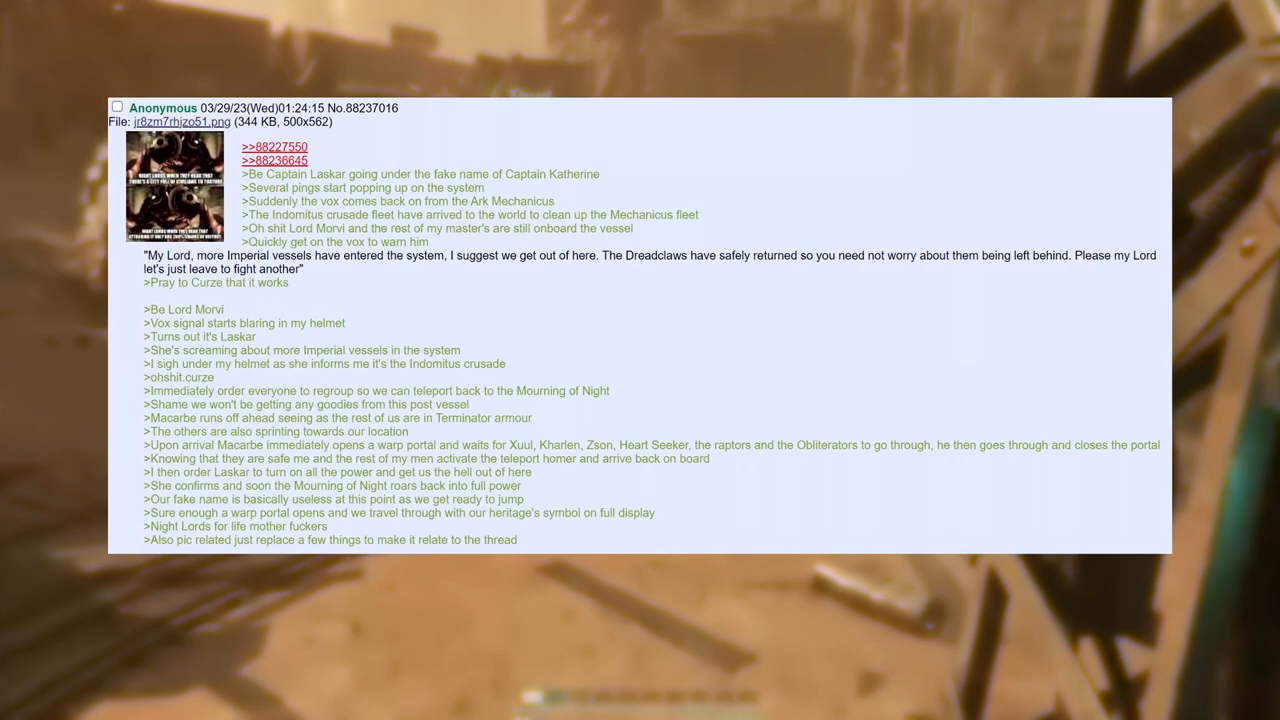 Anonymous 03/29/23(Wed)01:24:15 No.88237016
File: jr8zm7rhjzo51.png (344 KB, 500x562)
>>88227550
>>88236645
>Be Captain Laskar going under the fake name of Captain Katherine
>Several pings start popping up on the system
>Suddenly the vox comes back on from the Ark Mechanicus
>The Indomitus crusade fleet have arrived to the world to clean up the Mechanicus fleet
>Oh shit Lord Morvi and the rest of my master's are still onboard the vessel
>Quickly get on the vox to warn him
"My Lord, more Imperial vessels have entered the system, I suggest we get out of here. The Dreadclaws have safely returned so you need not worry about them being left behind. Please my Lord
let's just leave to fight another"
>Pray to Curze that it works
>Be Lord Morvi
>Vox signal starts blaring in my helmet
>Turns out it's Laskar
>She's screaming about more Imperial vessels in the system
>I sigh under my helmet as she informs me it's the Indomitus crusade
>ohshit.curze
>Immediately order everyone to regroup so we can teleport back to the Mourning of Night
>Shame we won't be getting any goodies from this post vessel
>Macarbe runs off ahead seeing as the rest of us are in Terminator armour
>The others are also sprinting towards our location
>Upon arrival Macarbe immediately opens a warp portal and waits for Xuul, Kharlen, Zson, Heart Seeker, the raptors and the Obliterators to go through, he then goes through and closes the portal
>Knowing that they are safe me and the rest of my men activate the teleport homer and arrive back on board
>I then order Laskar to turn on all the power and get us the hell out of here
>She confirms and soon the Mourning of Night roars back into full power
>Our fake name is basically useless at this point as we get ready to jump
>Sure enough a warp portal opens and we travel through with our heritage's symbol on full display
>Night Lords for life mother fuckers
>Also pic related just replace a few things to make it relate to the thread